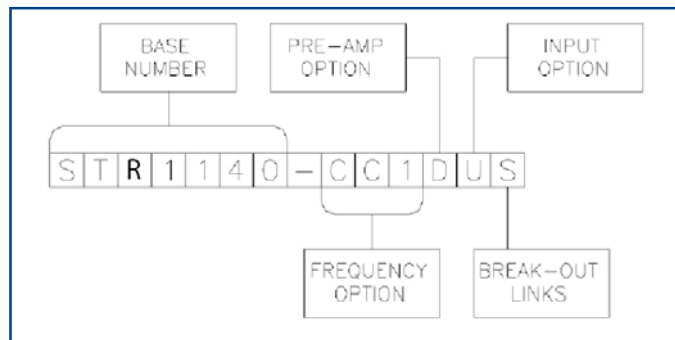 BASE
NUMBER
PRE-AMP
OPTION
INPUT
OPTION
STR1140-CC1DUS
FREQUENCY
OPTION
BREAK-OUT
LINKS